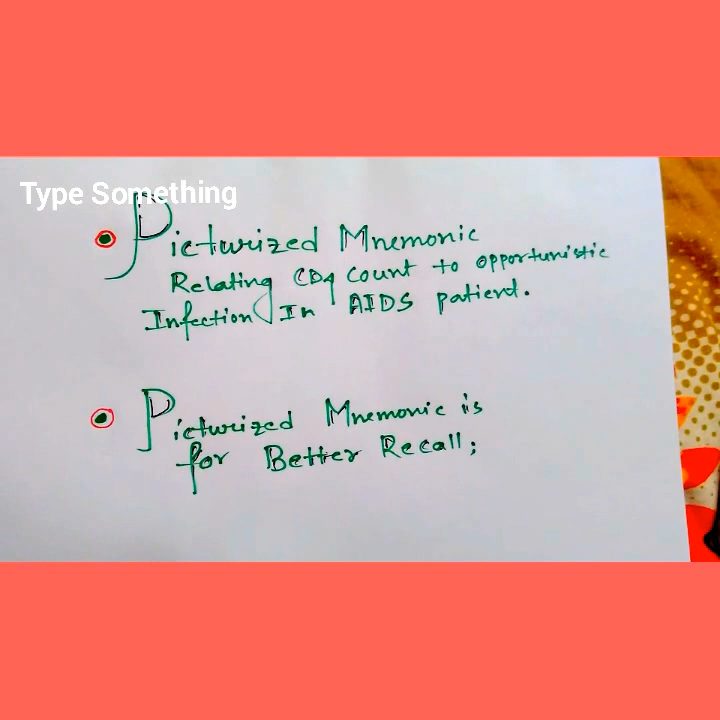 Type Something
Picturized Mnemonic
Relating CD4 Count to opportunistic
Infection In AIDS patient.
Picturized Mnemonic is
for Better Recall;